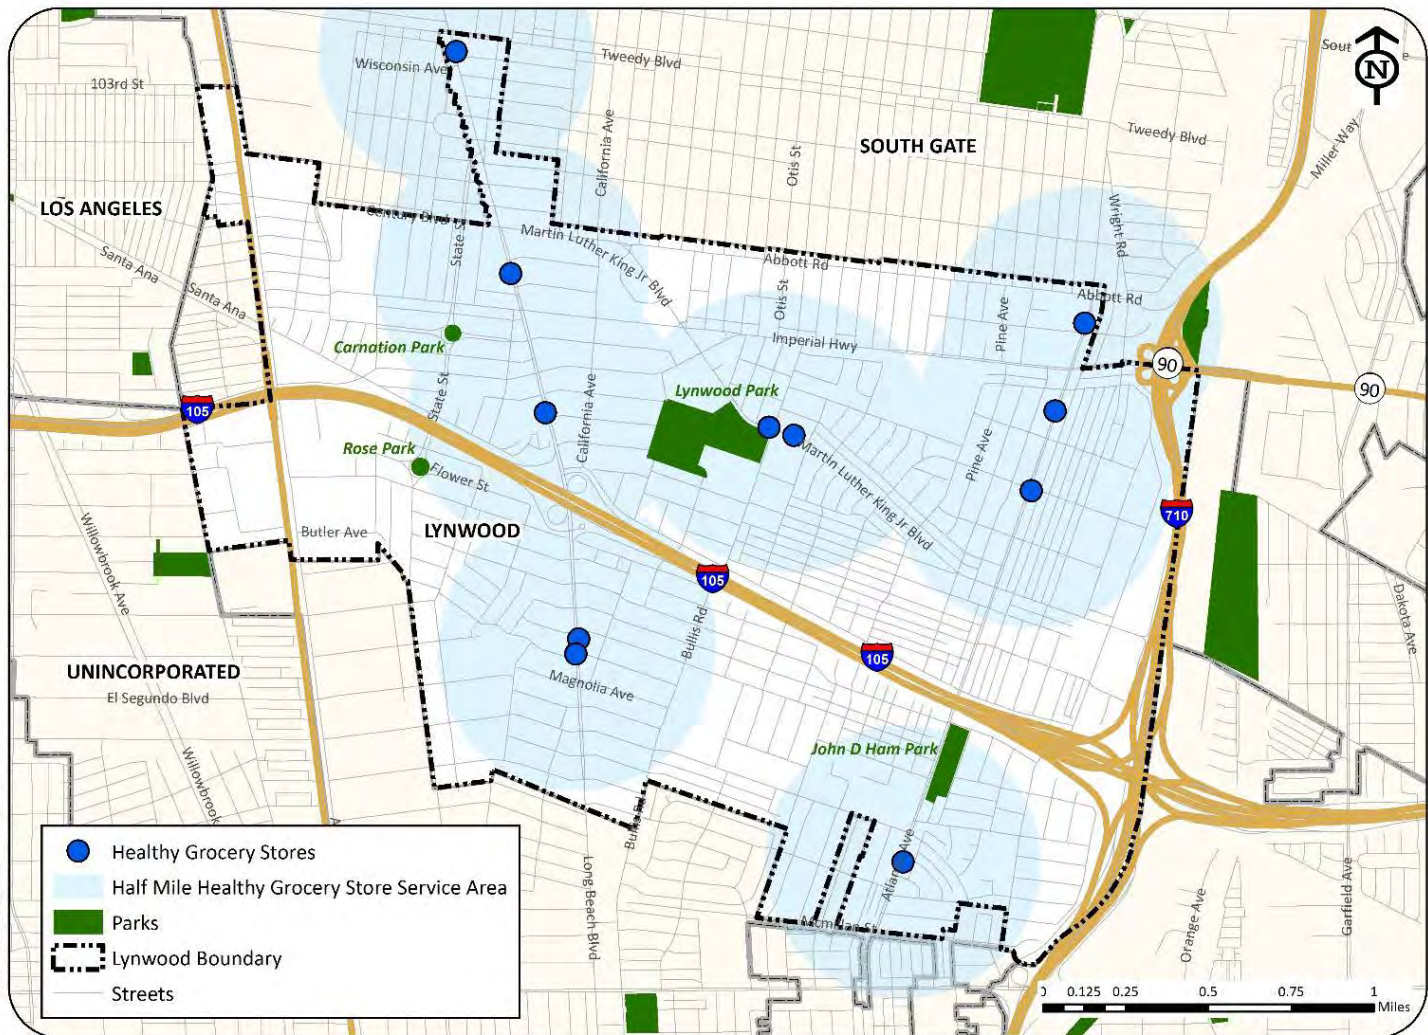 Tweedy Blvd
Sout
e
N
Wisconsin Ave
103rd St
Tweedy Blvd
SOUTH GATE
California Ave
Otis St
Miller Way
LOS ANGELES
Century Blvd
State St
Martin Luther King Jr Blvd
Wright Rd
Santa Ana
Abbott Rd
Santa Ana
Otis St
Abbott Rd
Pine Ave
Carnation Park
Imperial Hwy
90
90
Lynwood Park
State St
105
California Ave
Rose Park
Flower St
Martin Luther King Jr Blvd
Pine Ave
710
Butler Ave
LYNWOOD
Willowbrook Ave
105
Dakota Ave
Bullis Rd
105
UNINCORPORATED
El Segundo Blvd
Magnolia Ave
Willowbrook
John D Ham Park
A
Bullis Rd
Long Beach Blvd
Atlantic Ave
Garfield Ave
Orange Ave
Mcmillan St
Healthy Grocery Stores
Half Mile Healthy Grocery Store Service Area
Parks
Lynwood Boundary
Streets
0 0.125 0.25 0.5 0.75 1
Miles